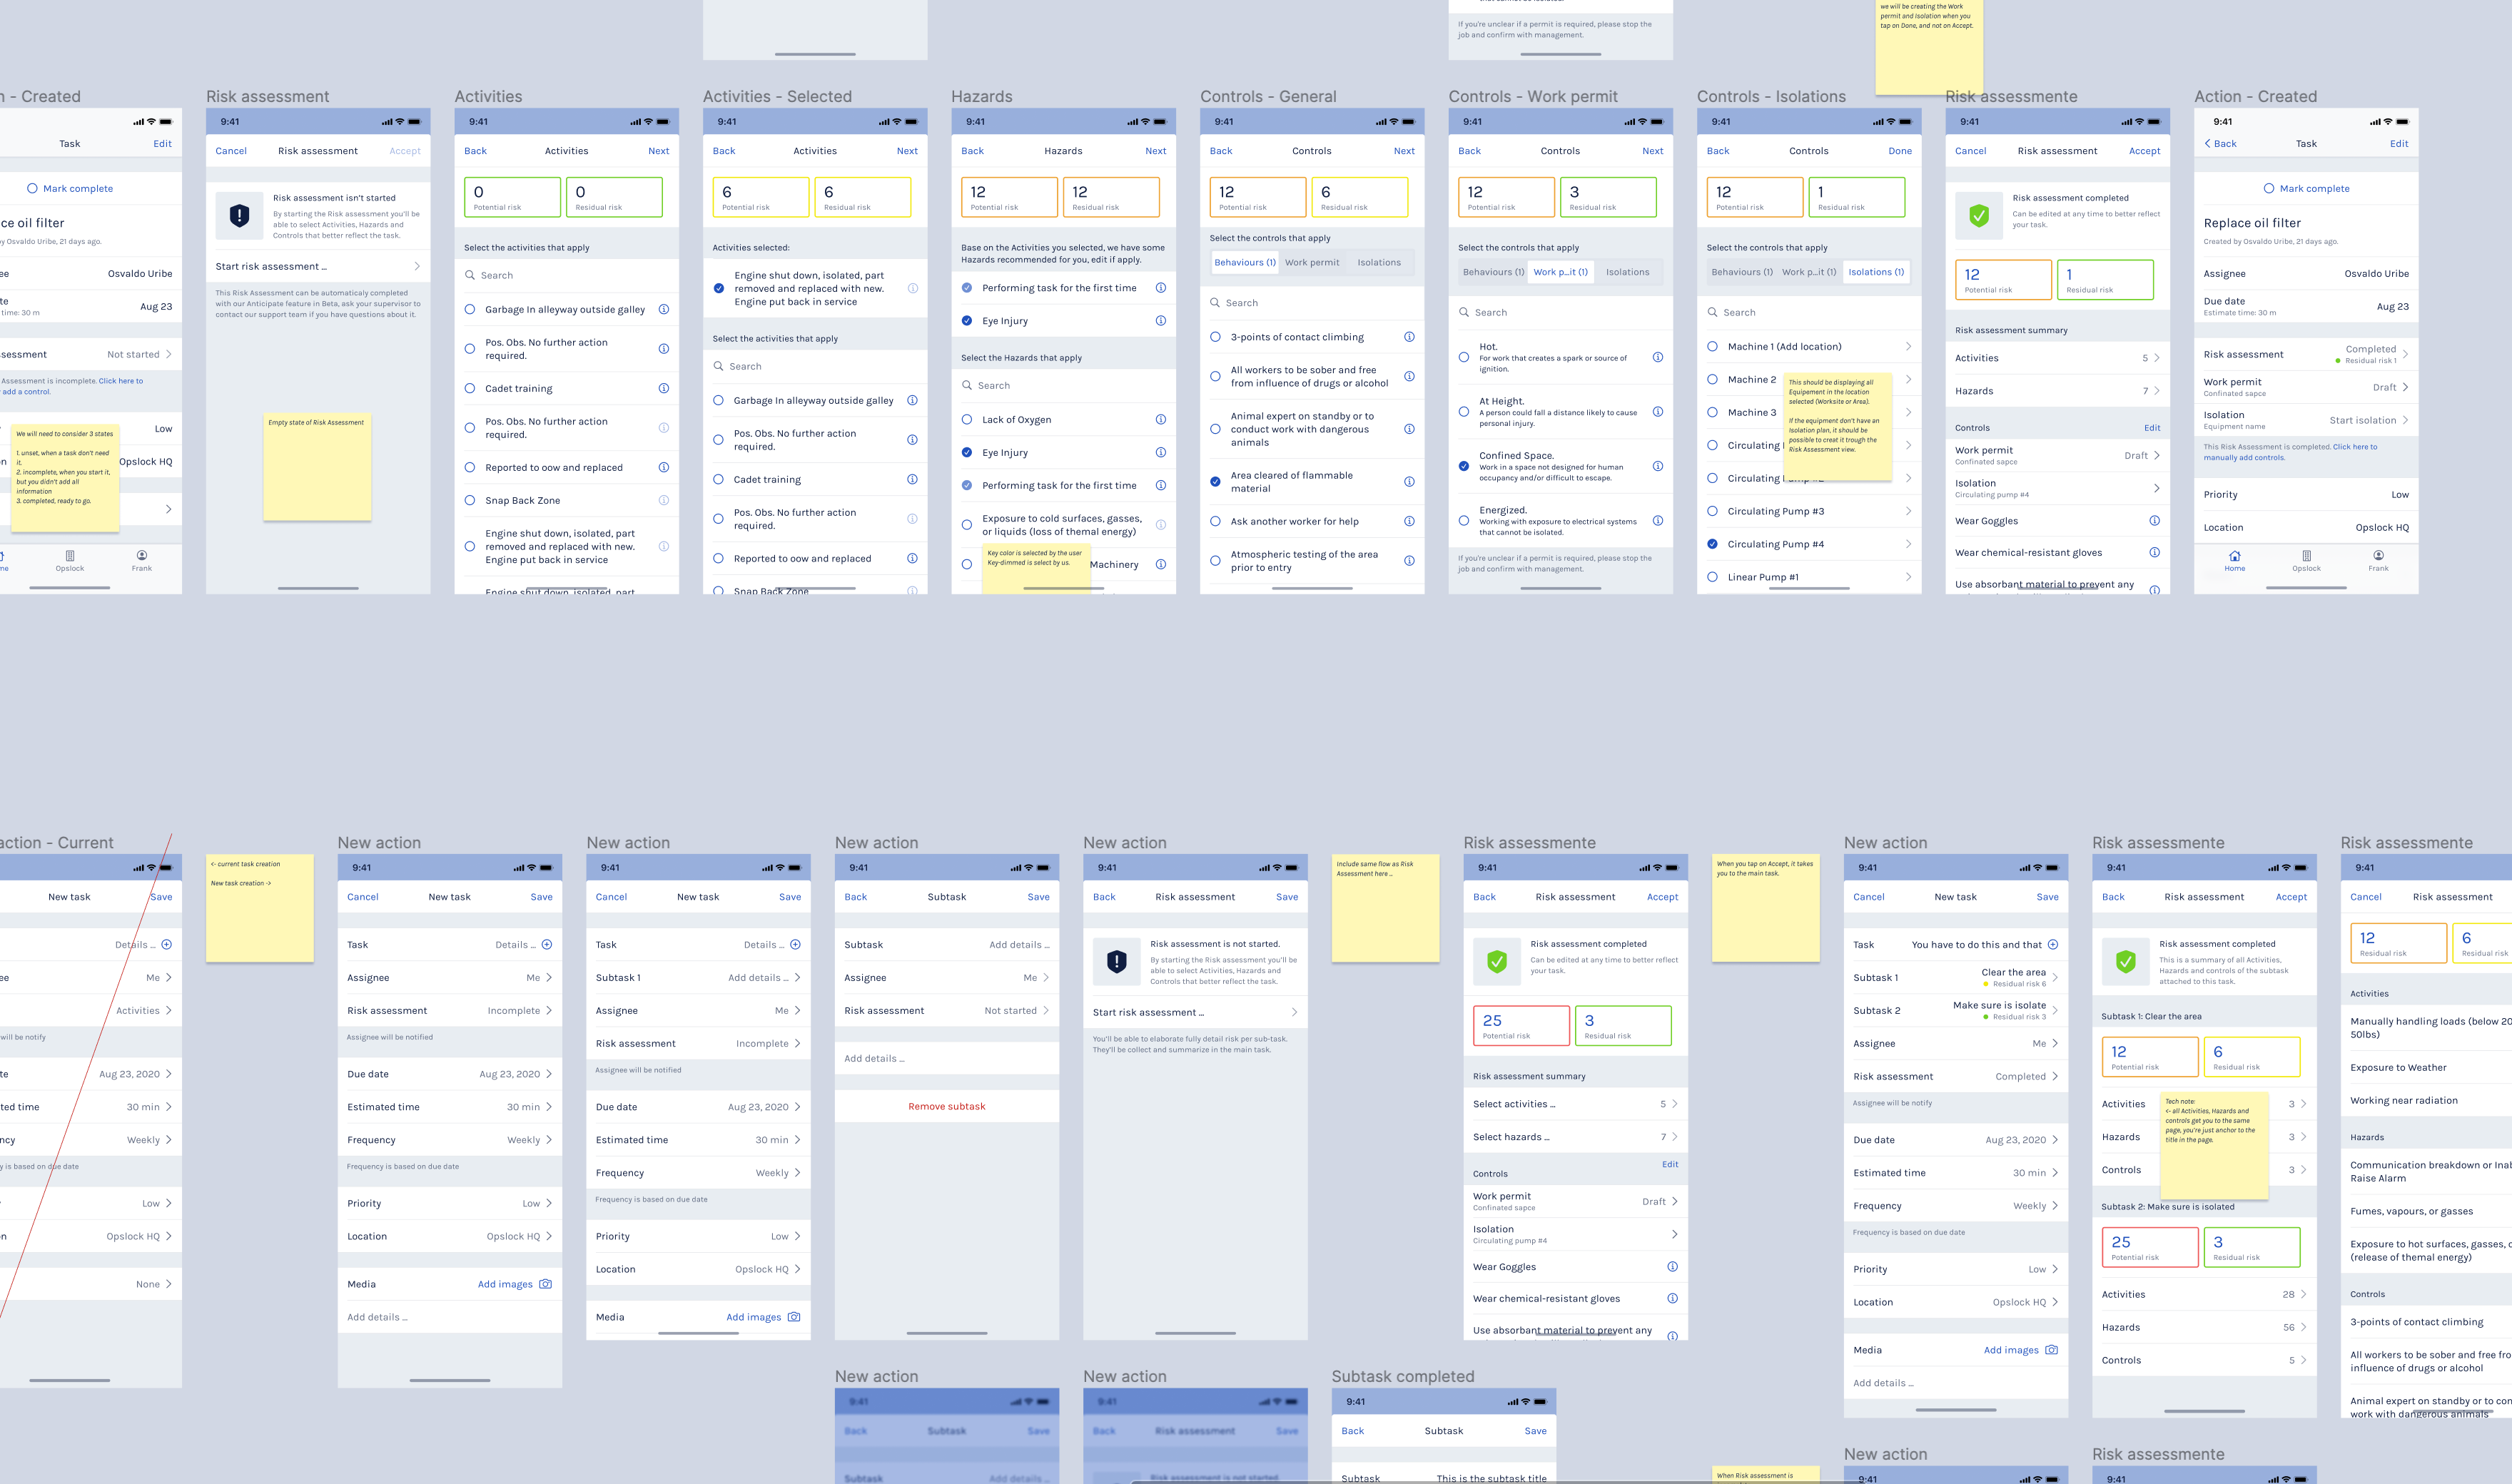 that cannot be isolated.
If you're unclear if a permit is required, please stop the
job and confirm with management.
we will be creating the Work
permit and Isolation when you
tap on Done, and not on Accept.
n - Created
Task
Edit
Mark complete
ce oil filter
y Osvaldo Uribe, 21 days ago.
ee
Osvaldo Uribe
te
time: 30 m
Aug 23
sessment
Not started
Assessment is incomplete. Click here to
add a control.
Low
n
Opslock HQ
We will need to consider 3 states
1. unset, when a task don't need
it.
2. incomplete, when you start it,
but you didn't add all
information
3. completed, ready to go.
me
Opslock
Frank
Risk assessment
9:41
Cancel
Risk assessment
Accept
Risk assessment isn't started
By starting the Risk assessment you'll be
able to select Activities, Hazards and
Controls that better reflect the task.
Start risk assessment ...
This Risk Assessment can be automaticaly completed
with our Anticipate feature in Beta, ask your supervisor to
contact our support team if you have questions about it.
Empty state of Risk Assessment
Activities
9:41
Back
Activities
Next
0
Potential risk
0
Residual risk
Select the activities that apply
Search
Garbage In alleyway outside galley
Pos. Obs. No further action
required.
Cadet training
Pos. Obs. No further action
required.
Reported to oow and replaced
Snap Back Zone
Engine shut down, isolated, part
removed and replaced with new.
Engine put back in service
Engine shut down, isolated, part
Activities - Selected
9:41
Back
Activities
Next
6
Potential risk
6
Residual risk
Activities selected:
Engine shut down, isolated, part
removed and replaced with new.
Engine put back in service
Select the activities that apply
Search
Garbage In alleyway outside galley
Pos. Obs. No further action
required.
Cadet training
Pos. Obs. No further action
required.
Reported to oow and replaced
Snap Back Zone
Hazards
9:41
Back
Hazards
Next
12
Potential risk
12
Residual risk
Base on the Activities you selected, we have some
Hazards recommended for you, edit if apply.
Performing task for the first time
Eye Injury
Select the Hazards that apply
Search
Lack of Oxygen
Eye Injury
Performing task for the first time
Exposure to cold surfaces, gasses,
or liquids (loss of themal energy)
Machinery
Key color is selected by the user
Key-dimmed is select by us.
Controls - General
9:41
Back
Controls
Next
12
Potential risk
6
Residual risk
Select the controls that apply
Behaviours (1)
Work permit
Isolations
Search
3-points of contact climbing
All workers to be sober and free
from influence of drugs or alcohol
Animal expert on standby or to
conduct work with dangerous
animals
Area cleared of flammable
material
Ask another worker for help
Atmospheric testing of the area
prior to entry
Controls - Work permit
9:41
Back
Controls
Next
12
Potential risk
3
Residual risk
Select the controls that apply
Behaviours (1)
Work p...it (1)
Isolations
Search
Hot.
For work that creates a spark or source of
ignition.
At Height.
A person could fall a distance likely to cause
personal injury.
Confined Space.
Work in a space not designed for human
occupancy and/or difficult to escape.
Energized.
Working with exposure to electrical systems
that cannot be isolated.
If you're unclear if a permit is required, please stop the
job and confirm with management.
Controls - Isolations
9:41
Back
Controls
Done
12
Potential risk
1
Residual risk
Select the controls that apply
Behaviours (1)
Work p...it (1)
Isolations (1)
Search
Machine 1 (Add location)
Machine 2
Machine 3
Circulating
Circulating
Circulating Pump #3
Circulating Pump #4
Linear Pump #1
This should be displaying all
Equipement in the location
selected (Worksite or Area).
If the equipment don't have an
Isolation plan, it should be
possible to creat it trough the
Risk Assessment view.
Risk assessmente
9:41
Cancel
Risk assessment
Accept
Risk assessment completed
Can be edited at any time to better reflect
your task.
12
Potential risk
1
Residual risk
Risk assessment summary
Activities
5
Hazards
7
Controls
Edit
Work permit
Confinated sapce
Draft
Isolation
Circulating pump #4
Wear Goggles
Wear chemical-resistant gloves
Use absorbant material to prevent any
Action - Created
9:41
Back
Task
Edit
Mark complete
Replace oil filter
Created by Osvaldo Uribe, 21 days ago.
Assignee
Osvaldo Uribe
Due date
Estimate time: 30 m
Aug 23
Risk assessment
Completed
Residual risk 1
Work permit
Confinated sapce
Draft
Isolation
Equipment name
Start isolation
This Risk Assessment is completed. Click here to
manually add controls.
Priority
Low
Location
Opslock HQ
Home
Opslock
Frank
action - Current
New task
Save
Details ...
ee
Me
Activities
will be notify
te
Aug 23, 2020
ted time
30 min
ncy
Weekly
y is based on due date
Low
n
Opslock HQ
None
<- current task creation
New task creation ->
New action
9:41
Cancel
New task
Save
Task
Details ...
Assignee
Me
Risk assessment
Incomplete
Assignee will be notified
Due date
Aug 23, 2020
Estimated time
30 min
Frequency
Weekly
Frequency is based on due date
Priority
Low
Location
Opslock HQ
Media
Add images
Add details ...
New action
9:41
Cancel
New task
Save
Task
Details ...
Subtask 1
Add details ...
Assignee
Me
Risk assessment
Incomplete
Assignee will be notified
Due date
Aug 23, 2020
Estimated time
30 min
Frequency
Weekly
Frequency is based on due date
Priority
Low
Location
Opslock HQ
Media
Add images
New action
9:41
Back
Subtask
Save
Subtask
Add details ...
Assignee
Me
Risk assessment
Not started
Add details ...
Remove subtask
New action
9:41
Back
Risk assessment
Save
Risk assessment is not started.
By starting the Risk assessment you'll be
able to select Activities, Hazards and
Controls that better reflect the task.
Start risk assessment ...
You'll be able to elaborate fully detail risk per sub-task.
They'll be collect and summarize in the main task.
Include same flow as Risk
Assessment here ...
Risk assessmente
9:41
Back
Risk assessment
Accept
Risk assessment completed
Can be edited at any time to better reflect
your task.
25
Potential risk
3
Residual risk
Risk assessment summary
Select activities ...
5
Select hazards ...
7
Controls
Edit
Work permit
Confinated sapce
Draft
Isolation
Circulating pump #4
Wear Goggles
Wear chemical-resistant gloves
Use absorbant material to prevent any
When you tap on Accept, it takes
you to the main task.
New action
9:41
Cancel
New task
Save
Task
You have to do this and that
Subtask 1
Clear the area
Residual risk 6
Subtask 2
Make sure is isolate
Residual risk 3
Assignee
Me
Risk assessment
Completed
Assignee will be notify
Due date
Aug 23, 2020
Estimated time
30 min
Frequency
Weekly
Frequency is based on due date
Priority
Low
Location
Opslock HQ
Media
Add images
Add details ...
Risk assessmente
9:41
Back
Risk assessment
Accept
Risk assessment completed
This is a summary of all Activities,
Hazards and controls of the subtask
attached to this task.
Subtask 1: Clear the area
12
Potential risk
6
Residual risk
Activities
3
Hazards
3
Controls
3
Tech note:
<- all Activities, Hazards and
controls get you to the same
page, you're just anchor to the
title in the page.
Subtask 2: Make sure is isolated
25
Potential risk
3
Residual risk
Activities
28
Hazards
56
Controls
5
Risk assessmente
9:41
Cancel
Risk assessment
12
Residual risk
6
Residual risk
Activities
Manually handling loads (below 20
50lbs)
Exposure to Weather
Working near radiation
Hazards
Communication breakdown or Inab
Raise Alarm
Fumes, vapours, or gasses
Exposure to hot surfaces, gasses, o
(release of themal energy)
Controls
3-points of contact climbing
All workers to be sober and free fro
influence of drugs or alcohol
Animal expert on standby or to con
work with dangerous animals
New action
9:41
Back
Subtask
Save
Subtask
Add details ...
New action
9:41
Back
Risk assessment
Save
Risk assessment is not started.
Subtask completed
9:41
Back
Subtask
Save
Subtask
This is the subtask title
When Risk assessment is
New action
9:41
Risk assessmente
9:41